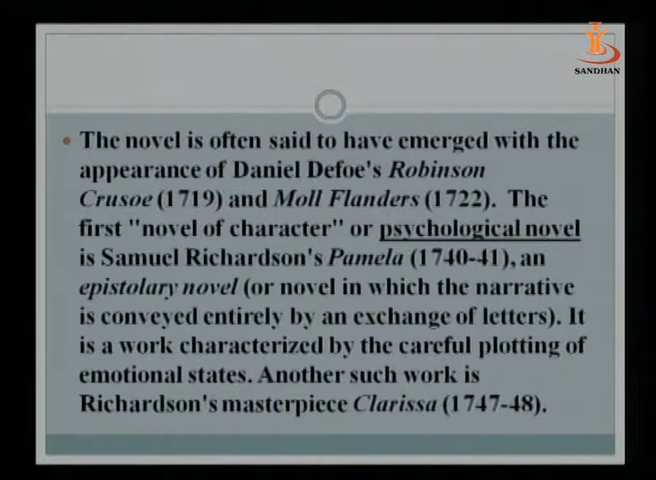 SANDHAN
• The novel is often said to have emerged with the
appearance of Daniel Defoe's Robinson
Crusoe (1719) and Moll Flanders (1722). The
first "novel of character" or psychological novel
is Samuel Richardson's Pamela (1740-41), an
epistolary novel (or novel in which the narrative
is conveyed entirely by an exchange of letters). It
is a work characterized by the careful plotting of
emotional states. Another such work is
Richardson's masterpiece Clarissa (1747-48).